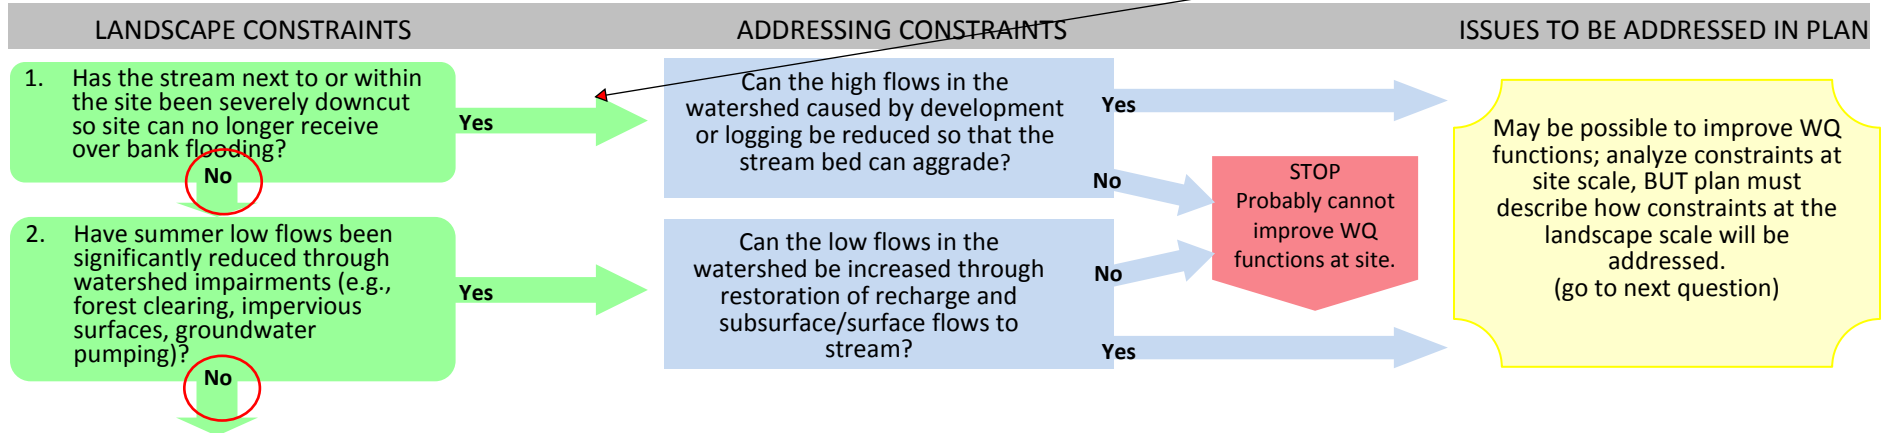 LANDSCAPE CONSTRAINTS
ADDRESSING CONSTRAINTS
ISSUES TO BE ADDRESSED IN PLAN
1. Has the stream next to or within
the site been severely downcut
so site can no longer receive
over bank flooding?
No
Yes
Can the high flows in the
watershed caused by development
or logging be reduced so that the
stream bed can aggrade?
Yes
No
STOP
Probably cannot
improve WQ
functions at site.
May be possible to improve WQ
functions; analyze constraints at
site scale, BUT plan must
describe how constraints at the
landscape scale will be
addressed.
(go to next question)
2. Have summer low flows been
significantly reduced through
watershed impairments (e.g.,
forest clearing, impervious
surfaces, groundwater
pumping)?
No
Yes
Can the low flows in the
watershed be increased through
restoration of recharge and
subsurface/surface flows to
stream?
No
Yes